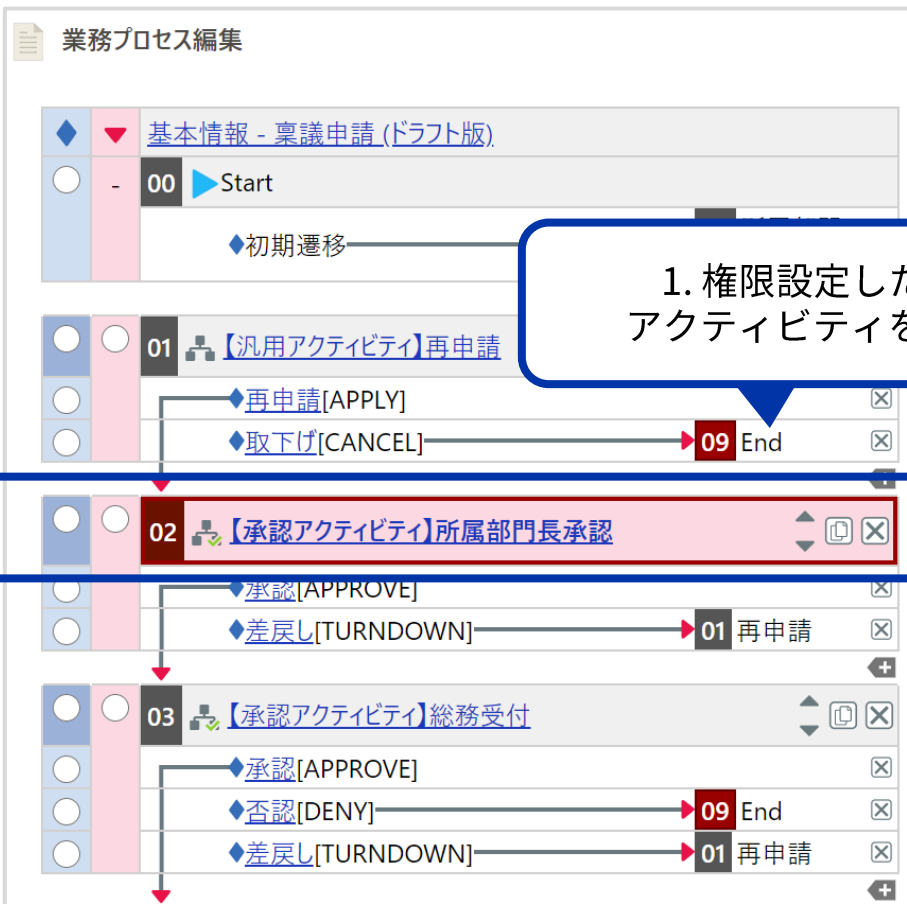 業務プロセス編集
基本情報 - 稟議申請 (ドラフト版)
- 00 Start
初期遷移
1. 権限設定した
アクティビティを
01 【汎用アクティビティ】再申請
再申請[APPLY]
取下げ[CANCEL] 09 End
02 【承認アクティビティ】所属部門長承認
承認[APPROVE]
差戻し[TURNDOWN] 01 再申請
03 【承認アクティビティ】総務受付
承認[APPROVE]
否認[DENY] 09 End
差戻し[TURNDOWN] 01 再申請